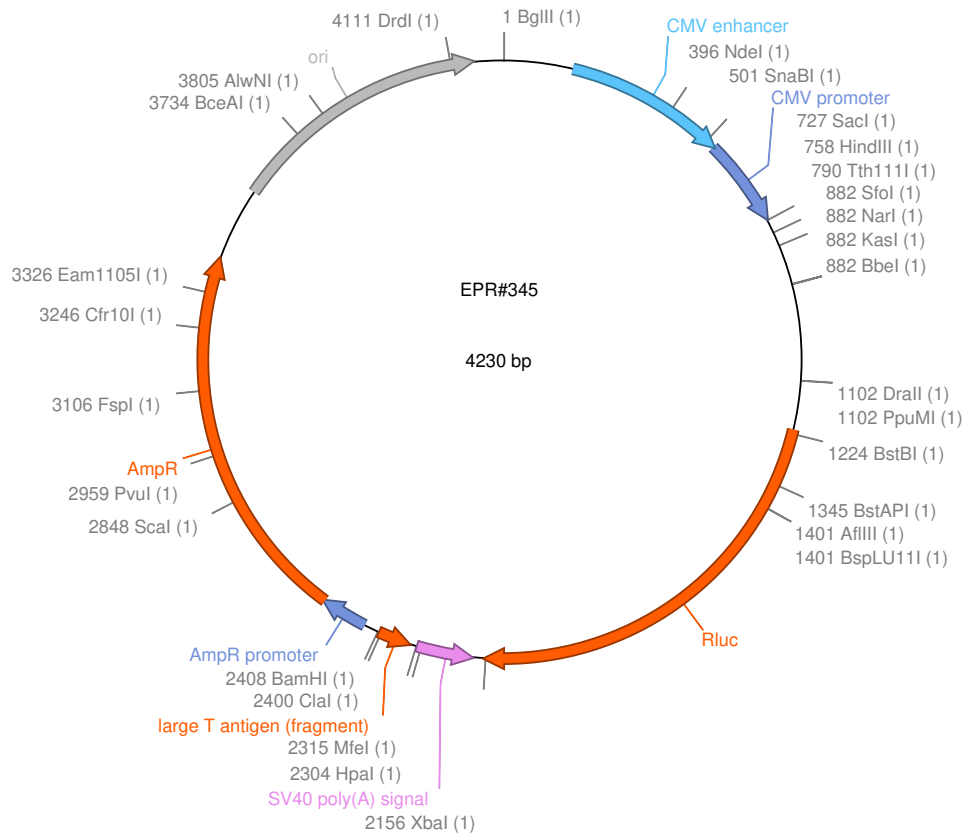 4111 DrdI (1)
1 BglII (1)
CMV enhancer
396 NdeI (1)
501 SnaBI (1)
CMV promoter
727 SacI (1)
758 HindIII (1)
790 Tth111I (1)
882 SfoI (1)
882 NarI (1)
882 KasI (1)
882 BbeI (1)
1102 DraII (1)
1102 PpuMI (1)
1224 BstBI (1)
1345 BstAPI (1)
1401 AflIII (1)
1401 BspLU11I (1)
Rluc
2156 XbaI (1)
SV40 poly(A) signal
2304 HpaI (1)
2315 MfeI (1)
large T antigen (fragment)
2400 ClaI (1)
2408 BamHI (1)
AmpR promoter
2848 ScaI (1)
2959 PvuI (1)
AmpR
3106 FspI (1)
3246 Cfr10I (1)
3326 Eam1105I (1)
3734 BceAI (1)
3805 AlwNI (1)
ori
EPR#345
4230 bp